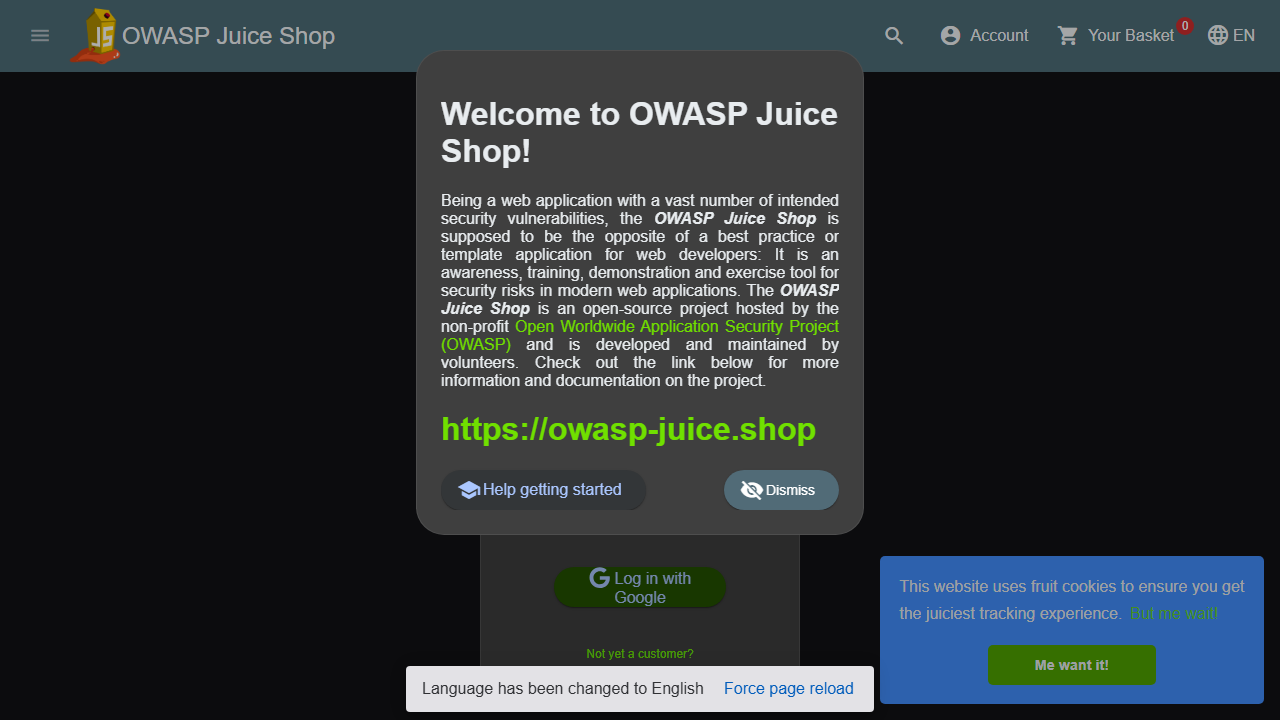 OWASP Juice Shop
Account
Your Basket
0
EN
Welcome to OWASP Juice
Shop!
Being a web application with a vast number of intended
security vulnerabilities, the OWASP Juice Shop is
supposed to be the opposite of a best practice or
template application for web developers: It is an
awareness, training, demonstration and exercise tool for
security risks in modern web applications. The OWASP
Juice Shop is an open-source project hosted by the
non-profit Open Worldwide Application Security Project
(OWASP) and is developed and maintained by
volunteers. Check out the link below for more
information and documentation on the project.
https://owasp-juice.shop
Help getting started
Dismiss
Log in with
Google
Not yet a customer?
This website uses fruit cookies to ensure you get
the juiciest tracking experience. But me wait!
Me want it!
Language has been changed to English
Force page reload